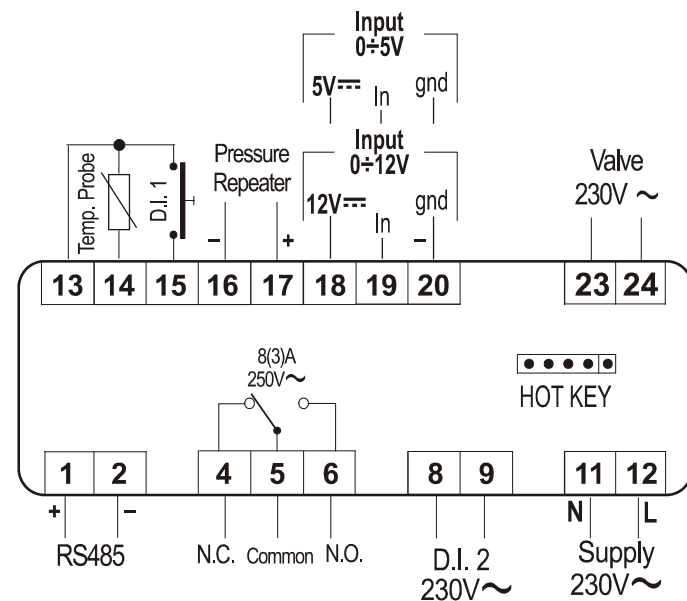 Input
0÷5V
5V⎓ In gnd
Input
0÷12V
12V⎓ In gnd
Temp. Probe
D.I. 1
Pressure
Repeater
Valve
230V ~
– + –
13 14 15 16 17 18 19 20 23 24
8(3)A
250V~
HOT KEY
1 2 4 5 6 8 9 11 12
+ – N L
RS485 N.C. Common N.O. D.I. 2 Supply
230V~ 230V~